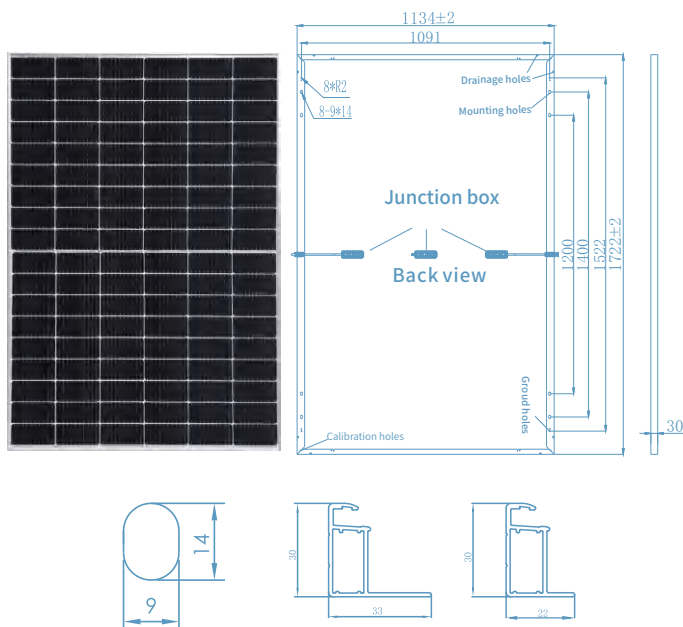 1134±2
1091
Drainage holes
8*R2
Mounting holes
8-9*14
Junction box
Back view
1200
1400
1522
1722±2
Groud holes
Calibration holes
30
14
9
30
33
30
22